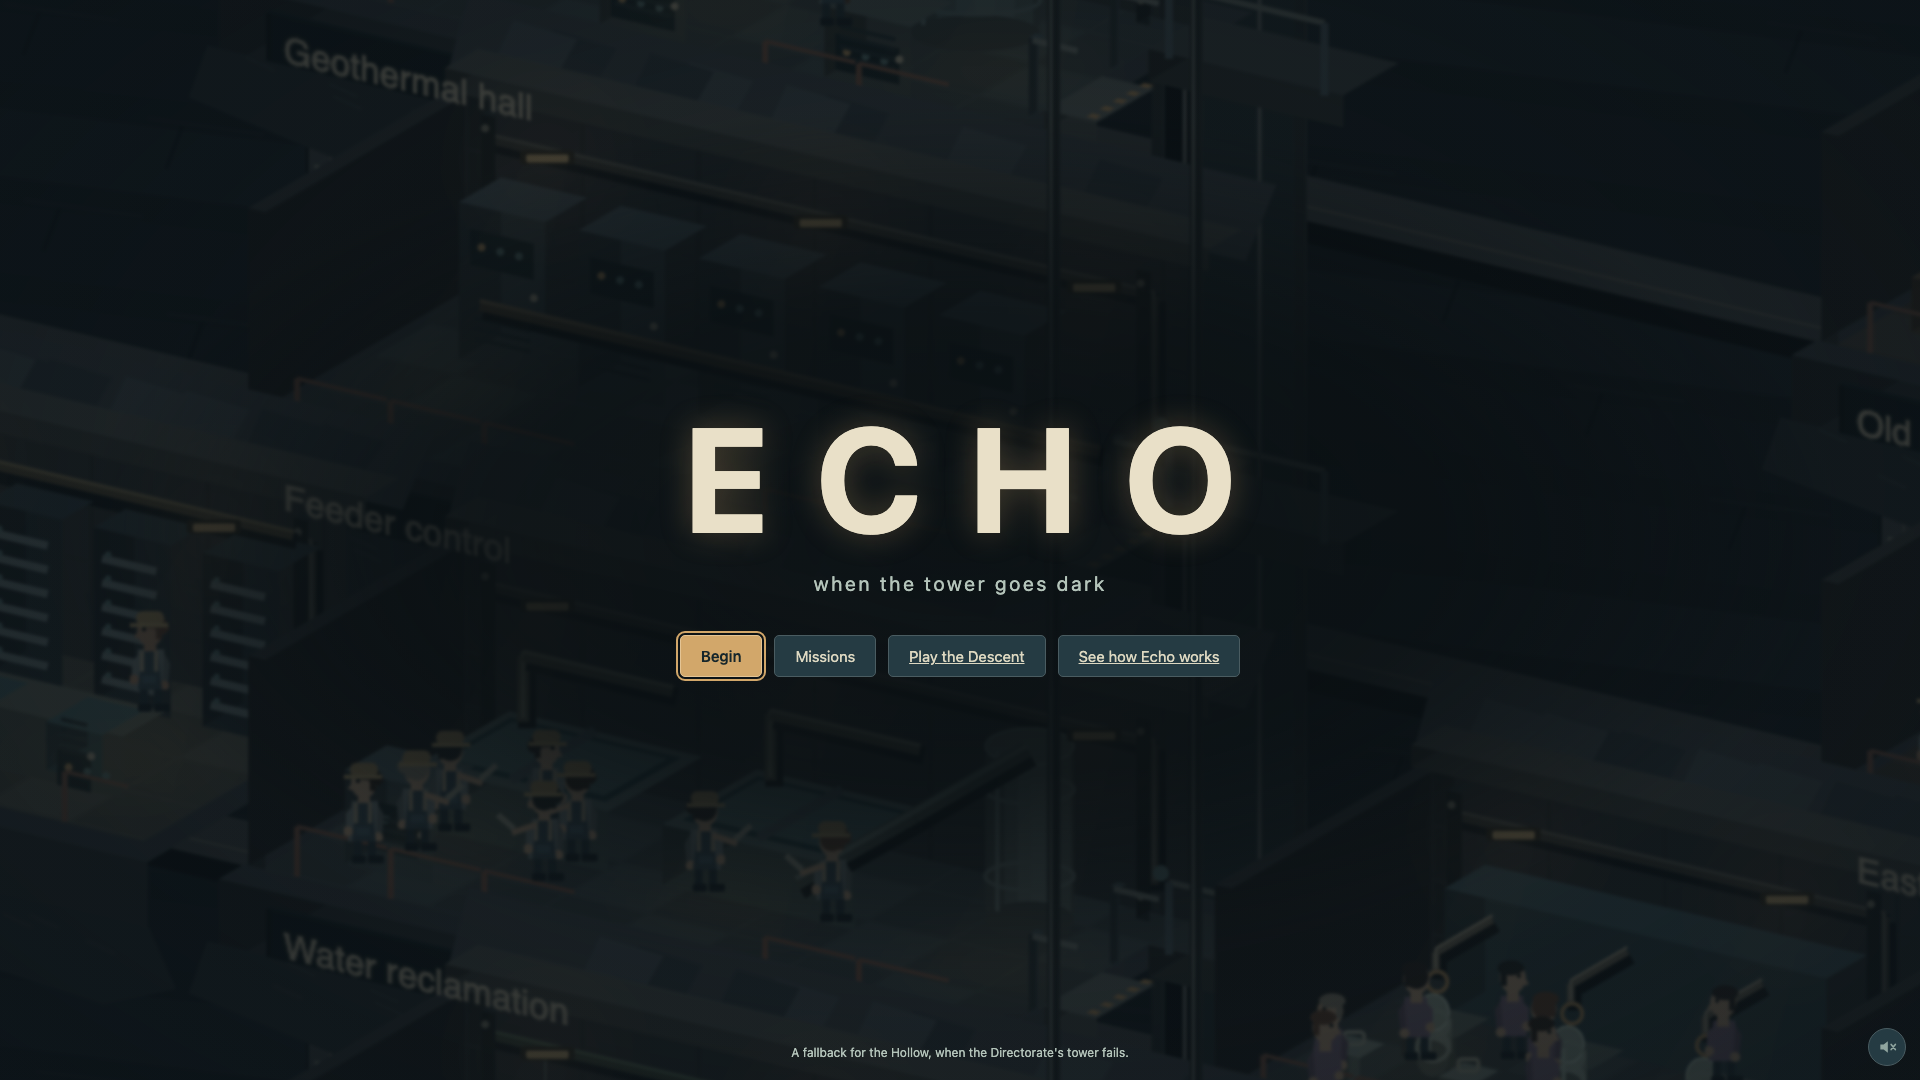 Geothermal hall
Old
Feeder control
ECHO
when the tower goes dark
Begin
Missions
Play the Descent
See how Echo works
East
Water reclamation
A fallback for the Hollow, when the Directorate's tower fails.